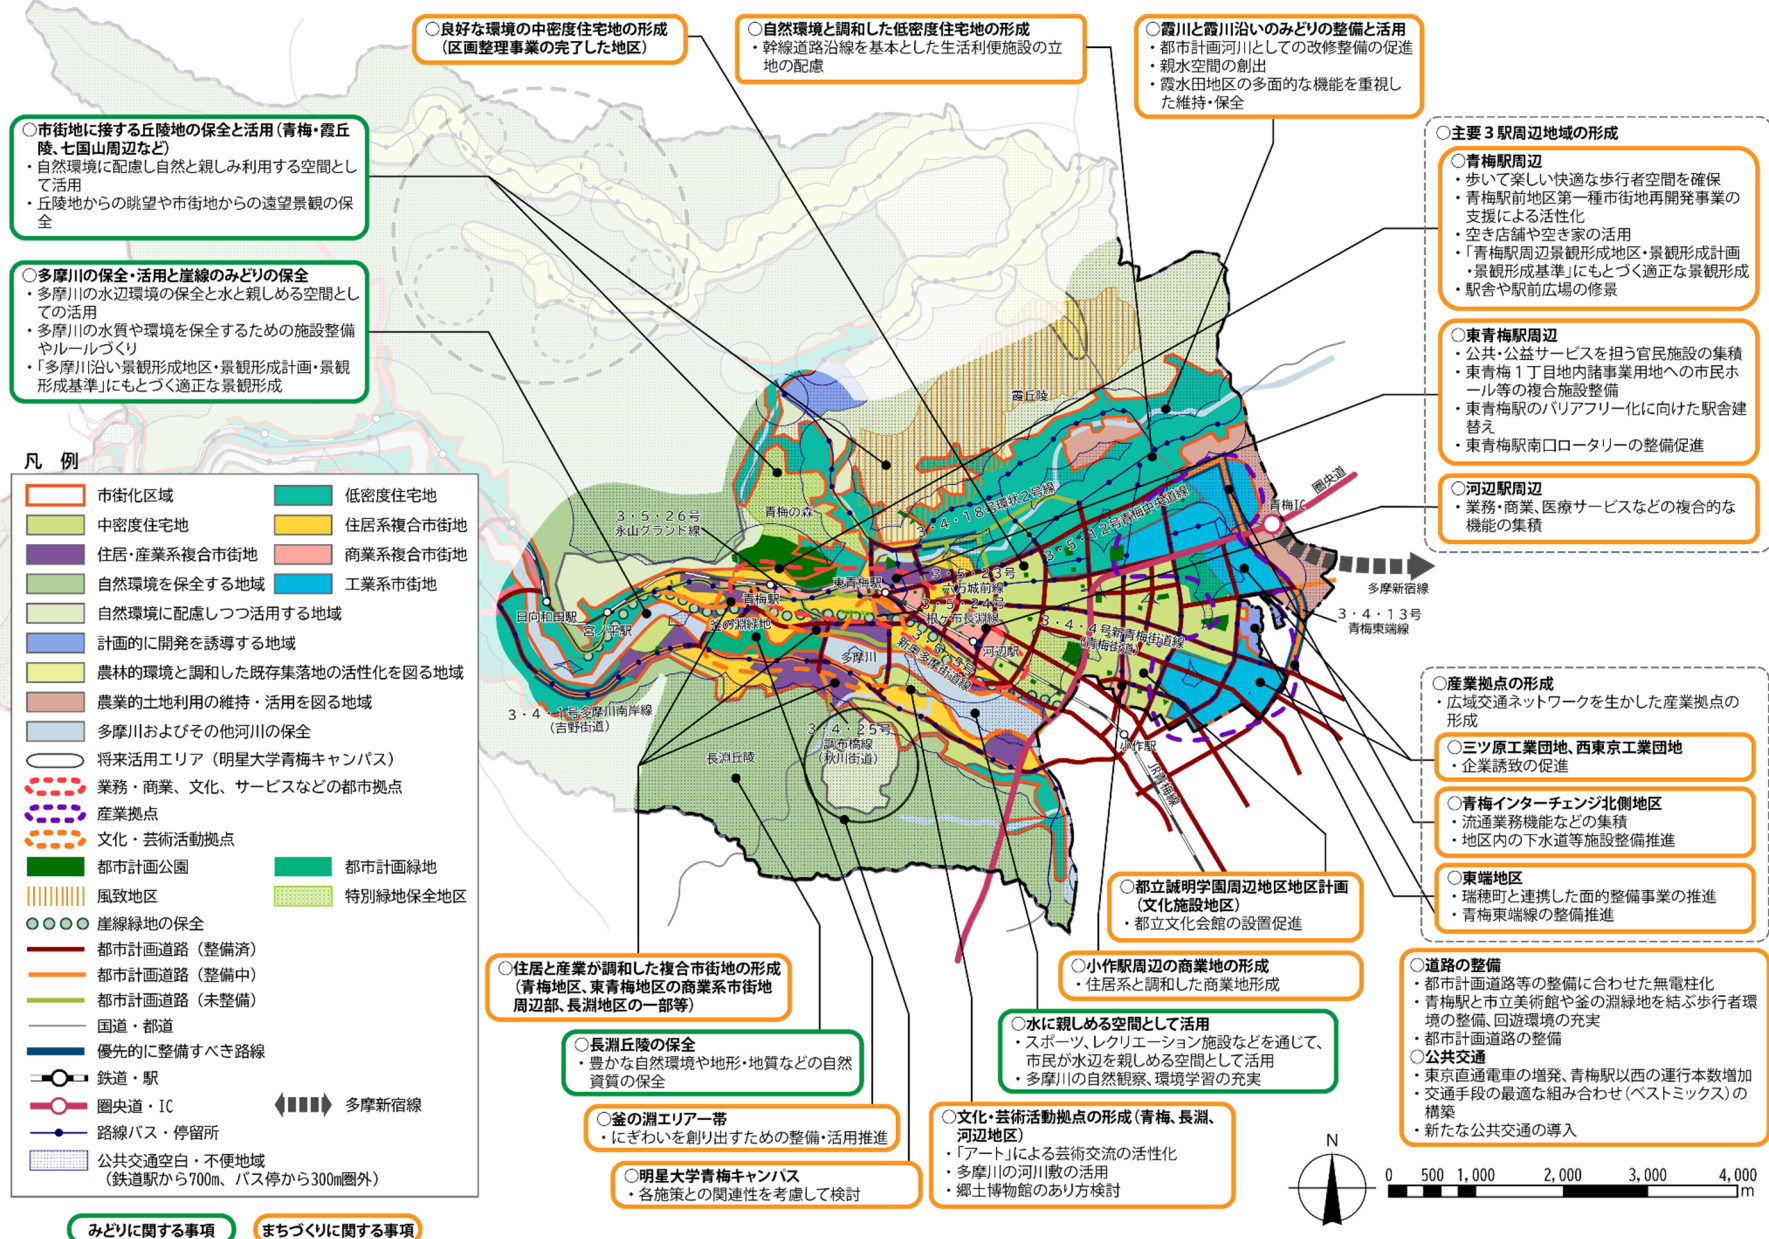 ○良好な環境の中密度住宅地の形成
(区画整理事業の完了した地区)
○自然環境と調和した低密度住宅地の形成
・幹線道路沿線を基本とした生活利便施設の立
地の配慮
○霞川と霞川沿いのみどりの整備と活用
・都市計画河川としての改修整備の促進
・親水空間の創出
・霞水田地区の多面的な機能を重視し
た維持・保全
○市街地に接する丘陵地の保全と活用(青梅・霞丘
陵、七国山周辺など)
・自然環境に配慮し自然と親しみ利用する空間とし
て活用
・丘陵地からの眺望や市街地からの遠望景観の保
全
○多摩川の保全・活用と崖線のみどりの保全
・多摩川の水辺環境の保全と水と親しめる空間とし
ての活用
・多摩川の水質や環境を保全するための施設整備
やルールづくり
・「多摩川沿い景観形成地区・景観形成計画・景観
形成基準」にもとづく適正な景観形成
○主要3駅周辺地域の形成
○青梅駅周辺
・歩いて楽しい快適な歩行者空間を確保
・青梅駅前地区第一種市街地再開発事業の
支援による活性化
・空き店舗や空き家の活用
・「青梅駅周辺景観形成地区・景観形成計画
・景観形成基準」にもとづく適正な景観形成
・駅舎や駅前広場の修景
○東青梅駅周辺
・公共・公益サービスを担う官民施設の集積
・東青梅1丁目地内諸事業用地への市民ホ
ール等の複合施設整備
・東青梅駅のバリアフリー化に向けた駅舎建
替え
・東青梅駅南口ロータリーの整備促進
○河辺駅周辺
・業務・商業、医療サービスなどの複合的な
機能の集積
霞丘陵
圏央道
青梅IC
多摩新宿線
3・4・13号
青梅東端線
青梅の森
3・5・26号
永山グランド線
3・4・18号環状2号線
3・5・12号青梅中央道線
東青梅駅
3・5・23号
六万城前線
3・5・24号
根ヶ布長淵線
青梅駅
日向和田駅
宮ノ平駅
釜の淵緑地
3・4・4号新青梅街道線
(青梅街道)
河辺駅
3・5・5号
新奥多摩街道線
多摩川
3・4・1号多摩川南岸線
(吉野街道)
3・4・25号
調布橋線
(秋川街道)
長淵丘陵
小作駅
JR青梅線
凡 例
市街化区域
低密度住宅地
中密度住宅地
住居系複合市街地
住居・産業系複合市街地
商業系複合市街地
自然環境を保全する地域
工業系市街地
自然環境に配慮しつつ活用する地域
計画的に開発を誘導する地域
農林的環境と調和した既存集落地の活性化を図る地域
農業的土地利用の維持・活用を図る地域
多摩川およびその他河川の保全
将来活用エリア(明星大学青梅キャンパス)
業務・商業、文化、サービスなどの都市拠点
産業拠点
文化・芸術活動拠点
都市計画公園
都市計画緑地
風致地区
特別緑地保全地区
崖線緑地の保全
都市計画道路(整備済)
都市計画道路(整備中)
都市計画道路(未整備)
国道・都道
優先的に整備すべき路線
鉄道・駅
圏央道・IC
多摩新宿線
路線バス・停留所
公共交通空白・不便地域
(鉄道駅から700m、バス停から300m圏外)
みどりに関する事項
まちづくりに関する事項
○産業拠点の形成
・広域交通ネットワークを生かした産業拠点の
形成
○三ツ原工業団地、西東京工業団地
・企業誘致の促進
○青梅インターチェンジ北側地区
・流通業務機能などの集積
・地区内の下水道等施設整備推進
○東端地区
・瑞穂町と連携した面的整備事業の推進
・青梅東端線の整備推進
○都立誠明学園周辺地区地区計画
(文化施設地区)
・都立文化会館の設置促進
○小作駅周辺の商業地の形成
・住居系と調和した商業地形成
○住居と産業が調和した複合市街地の形成
(青梅地区、東青梅地区の商業系市街地
周辺部、長淵地区の一部等)
○長淵丘陵の保全
・豊かな自然環境や地形・地質などの自然
資質の保全
○釜の淵エリア一帯
・にぎわいを創り出すための整備・活用推進
○明星大学青梅キャンパス
・各施策との関連性を考慮して検討
○水に親しめる空間として活用
・スポーツ、レクリエーション施設などを通じて、
市民が水辺を親しめる空間として活用
・多摩川の自然観察、環境学習の充実
○文化・芸術活動拠点の形成(青梅、長淵、
河辺地区)
・「アート」による芸術交流の活性化
・多摩川の河川敷の活用
・郷土博物館のあり方検討
○道路の整備
・都市計画道路等の整備に合わせた無電柱化
・青梅駅と市立美術館や釜の淵緑地を結ぶ歩行者環
境の整備、回遊環境の充実
・都市計画道路の整備
○公共交通
・東京直通電車の増発、青梅駅以西の運行本数増加
・交通手段の最適な組み合わせ(ベストミックス)の
構築
・新たな公共交通の導入
N
0 500 1,000 2,000 3,000 4,000
m